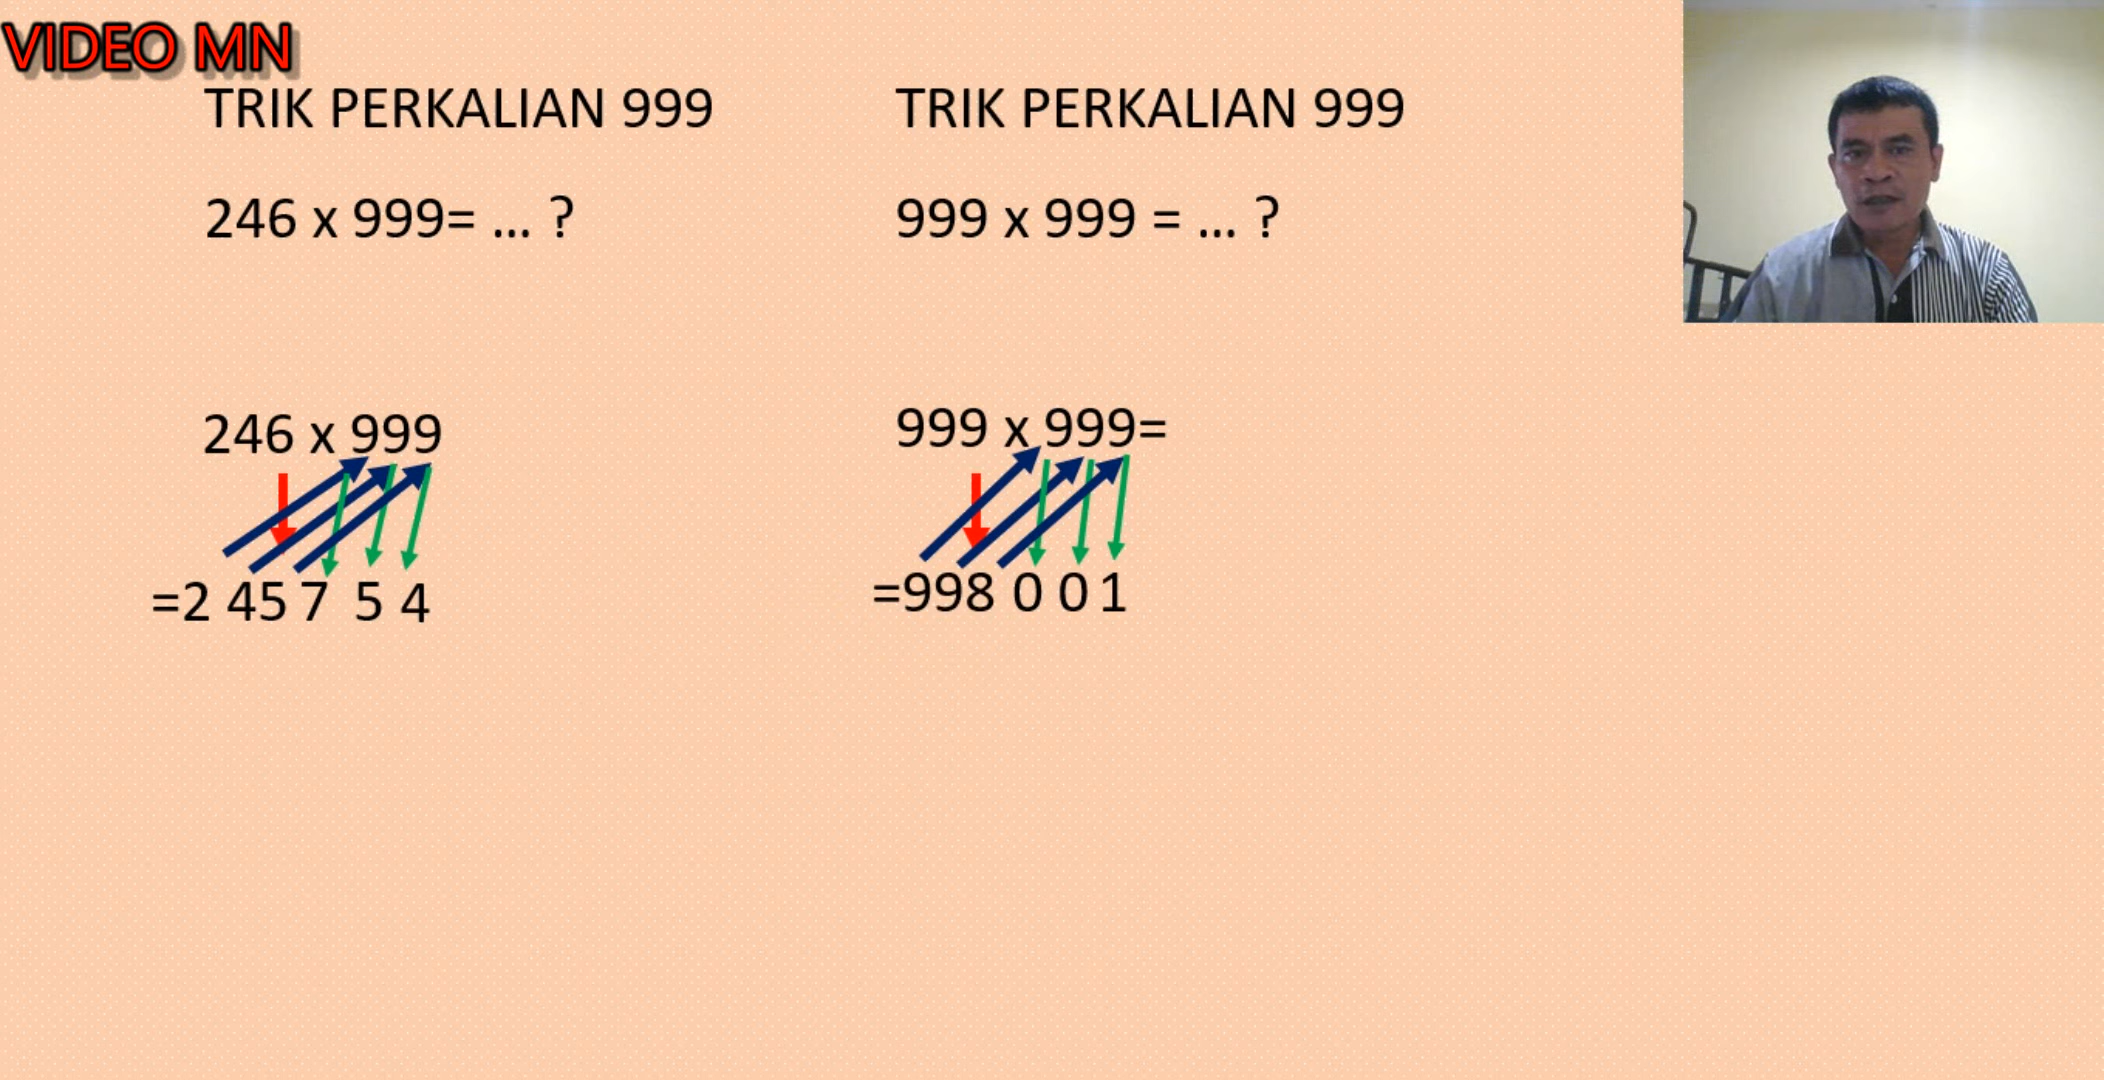 VIDEO MN
TRIK PERKALIAN 999
246 x 999= ... ?
246 x 999
=2 45 7 5 4
TRIK PERKALIAN 999
999 x 999 = ... ?
999 x 999=
=998 0 0 1